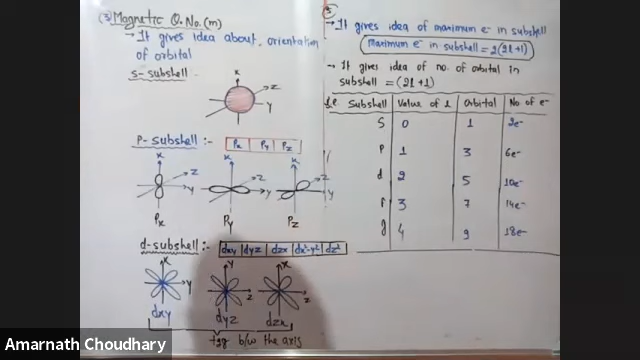 (3) Magnetic Q. No. (m)
→ It gives idea about orientation
of orbital
s-subshell
x
z
y
P-subshell :-
Px | Py | Pz
x
z
y
x
z
y
x
z
y
Px
Py
Pz
d-subshell :-
dxy | dyz | dzx | dx²-y² | dz²
x
y
dxy
y
z
dyz
x
z
dzx
t2g b/w the axis
→ It gives idea of maximum e⁻ in subshell
maximum e⁻ in subshell = 2(2l+1)
→ It gives idea of no. of orbital in
subshell = (2l+1)
Subshell | Value of l | orbital | No of e⁻
S 0 1 2e⁻
P 1 3 6e⁻
d 2 5 10e⁻
f 3 7 14e⁻
g 4 9 18e⁻
Amarnath Choudhary